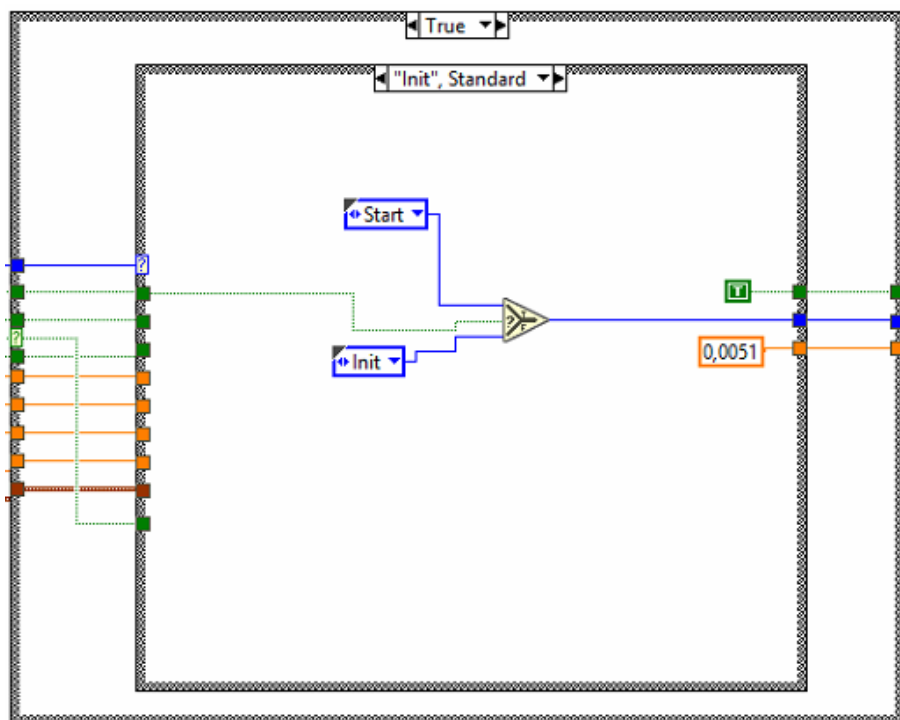 True
"Init", Standard
Start
?
?
?
T
F
T
Init
0,0051